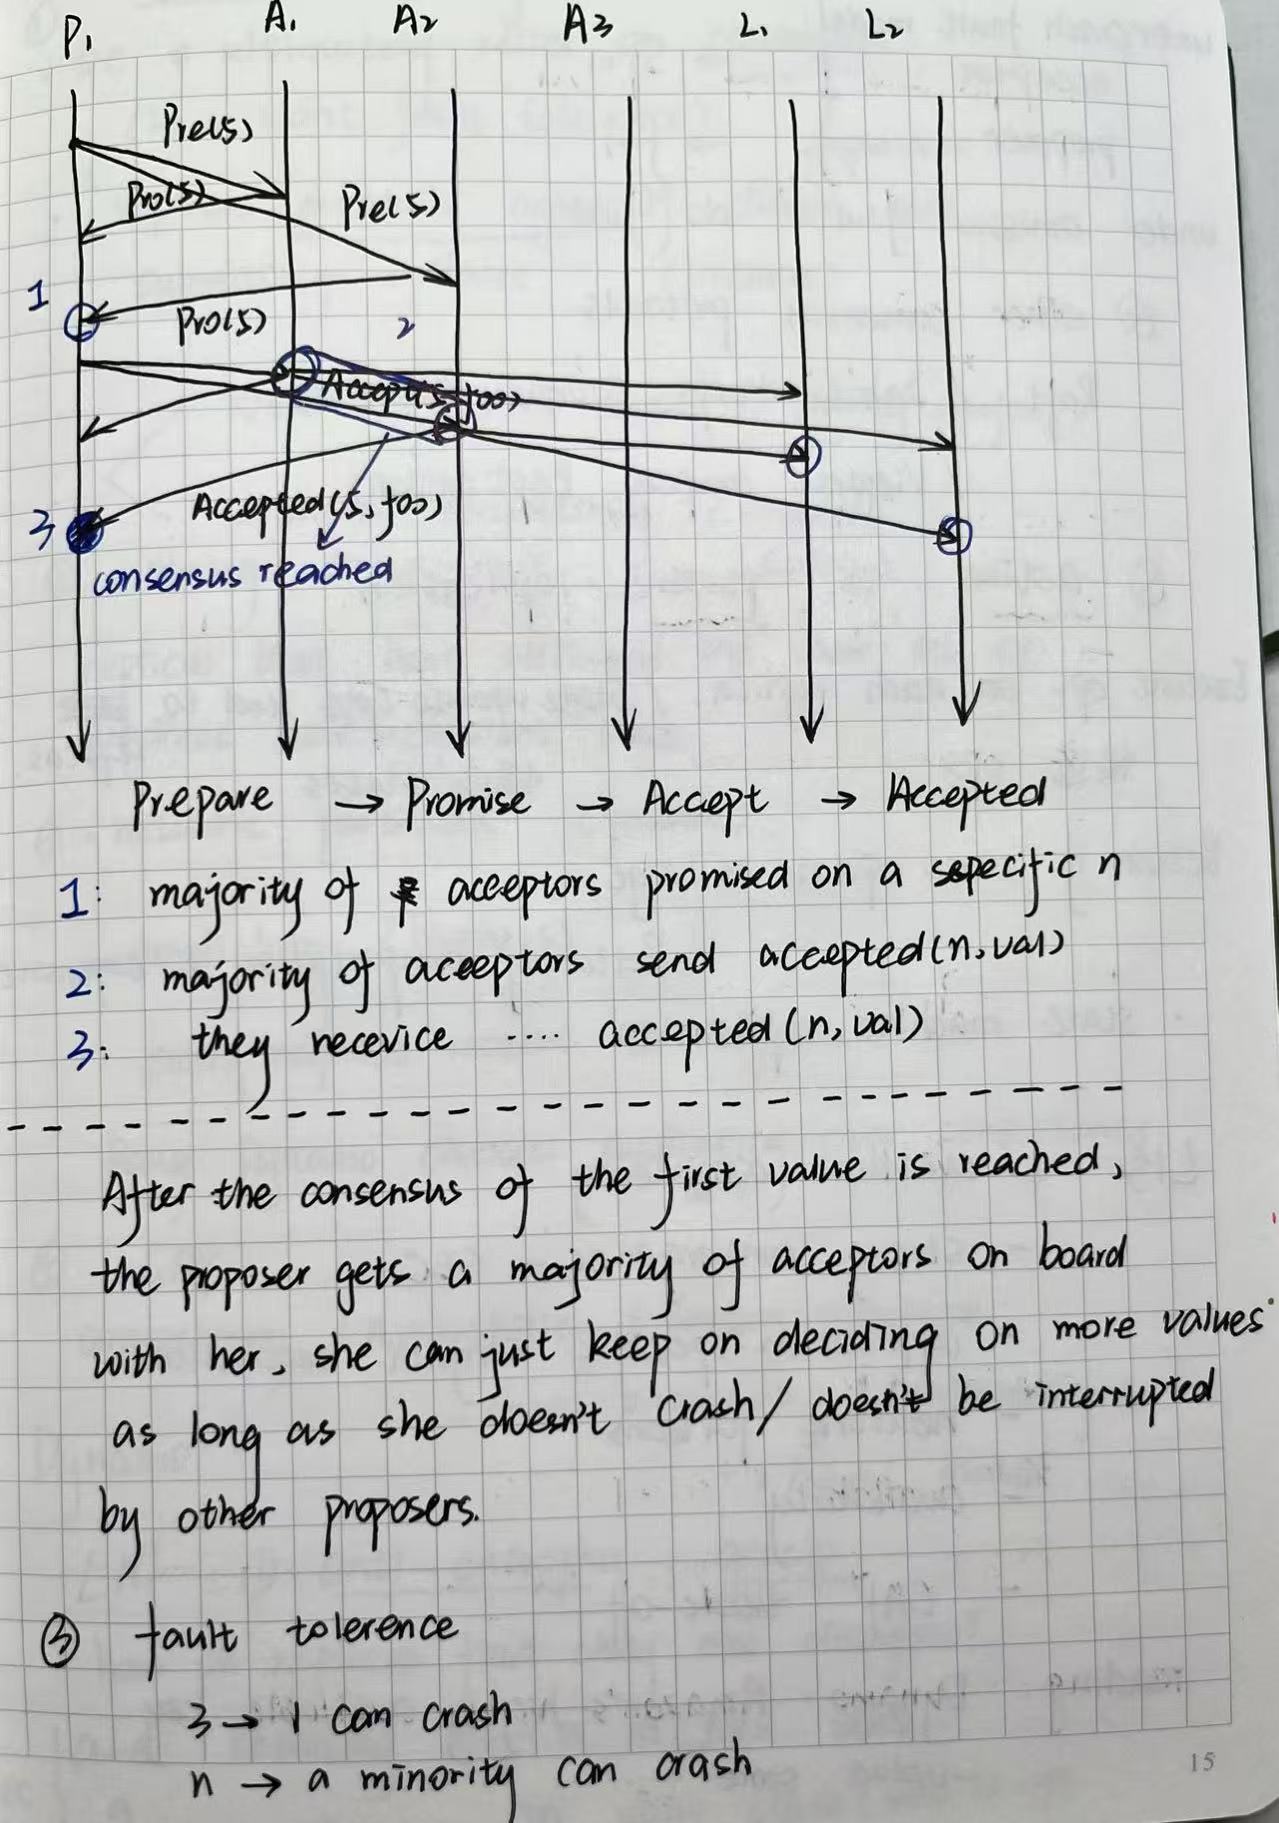 P1 A1 A2 A3 L1 L2
Pre(5)
Pro(5) Pre(5)
1
Pro(5) 2
Accept(5, foo)
Accepted(5, foo)
3
consensus reached
Prepare → Promise → Accept → Accepted
1: majority of acceptors promised on a specific n
2: majority of acceptors send accepted(n, val)
3: they recevice .... accepted(n, val)
After the consensus of the first value is reached,
the proposer gets a majority of acceptors on board
with her, she can just keep on deciding on more values
as long as she doesn't crash / doesn't be interrupted
by other proposers.
③ fault tolerence
3 → 1 can crash
n → a minority can crash
15